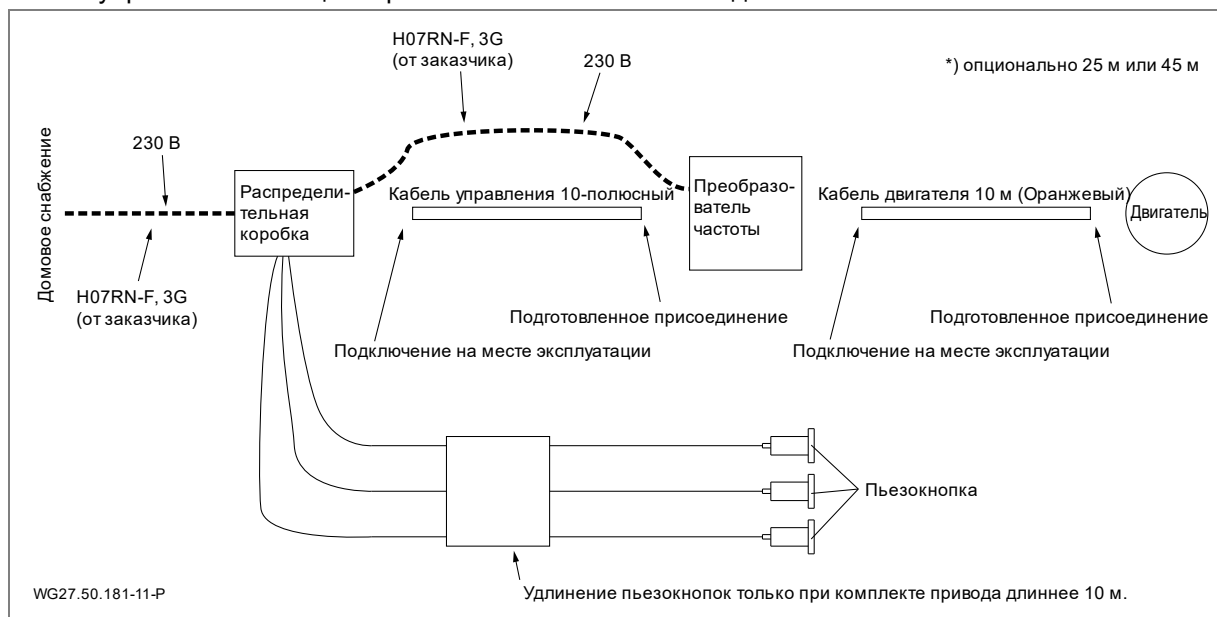 H07RN-F, 3G
(от заказчика)
230 В
*) опционально 25 м или 45 м
Домовое снабжение
230 В
Распредели-
тельная
коробка
Кабель управления 10-полюсный
Преобразо-
ватель
частоты
Кабель двигателя 10 м (Оранжевый)
Двигатель
H07RN-F, 3G
(от заказчика)
Подготовленное присоединение
Подключение на месте эксплуатации
Подготовленное присоединение
Подключение на месте эксплуатации
Пьезокнопка
WG27.50.181-11-P
Удлинение пьезокнопок только при комплекте привода длиннее 10 м.